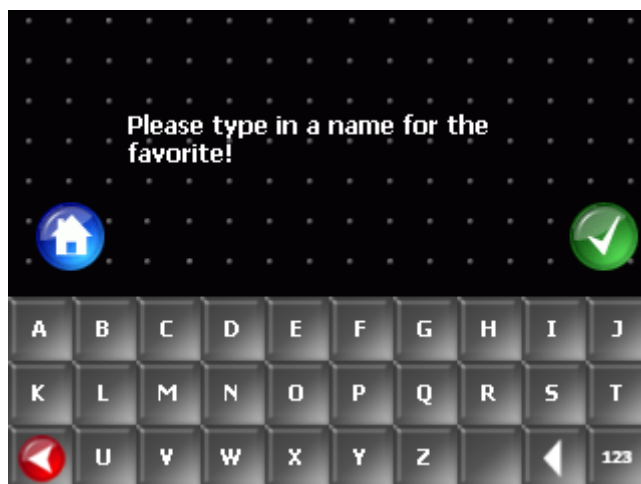 Please type in a name for the
favorite!
A B C D E F G H I J
K L M N O P Q R S T
U V W X Y Z 123